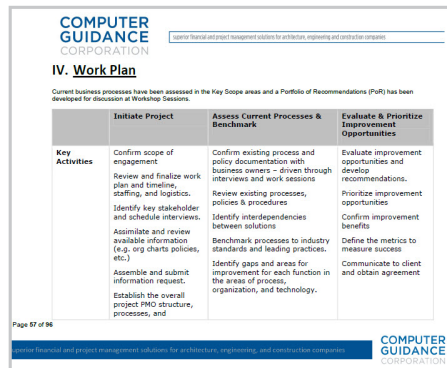 COMPUTER
GUIDANCE
CORPORATION
superior financial and project management solutions for architecture, engineering and construction companies
IV. Work Plan
Current business processes have been assessed in the Key Scope areas and a Portfolio of Recommendations (PoR) has been
developed for discussion at Workshop Sessions.
Initiate Project
Assess Current Processes &
Benchmark
Evaluate & Prioritize
Improvement
Opportunities
Key
Activities
Confirm scope of
engagement
Review and finalize work
plan and timeline,
staffing, and logistics.
Identify key stakeholder
and schedule interviews.
Assimilate and review
available information
(e.g. org charts policies,
etc.)
Assemble and submit
information request.
Establish the overall
project PMO structure,
processes, and
Confirm existing process and
policy documentation with
business owners – driven through
interviews and work sessions
Review existing processes,
policies & procedures
Identify interdependencies
between solutions
Benchmark processes to industry
standards and leading practices.
Identify gaps and areas for
improvement for each function in
the areas of process,
organization, and technology.
Evaluate improvement
opportunities and
develop
recommendations.
Prioritize improvement
opportunities
Confirm improvement
benefits
Define the metrics to
measure success
Communicate to client
and obtain agreement
Page 57 of 96
superior financial and project management solutions for architecture, engineering, and construction companies
COMPUTER
GUIDANCE
CORPORATION